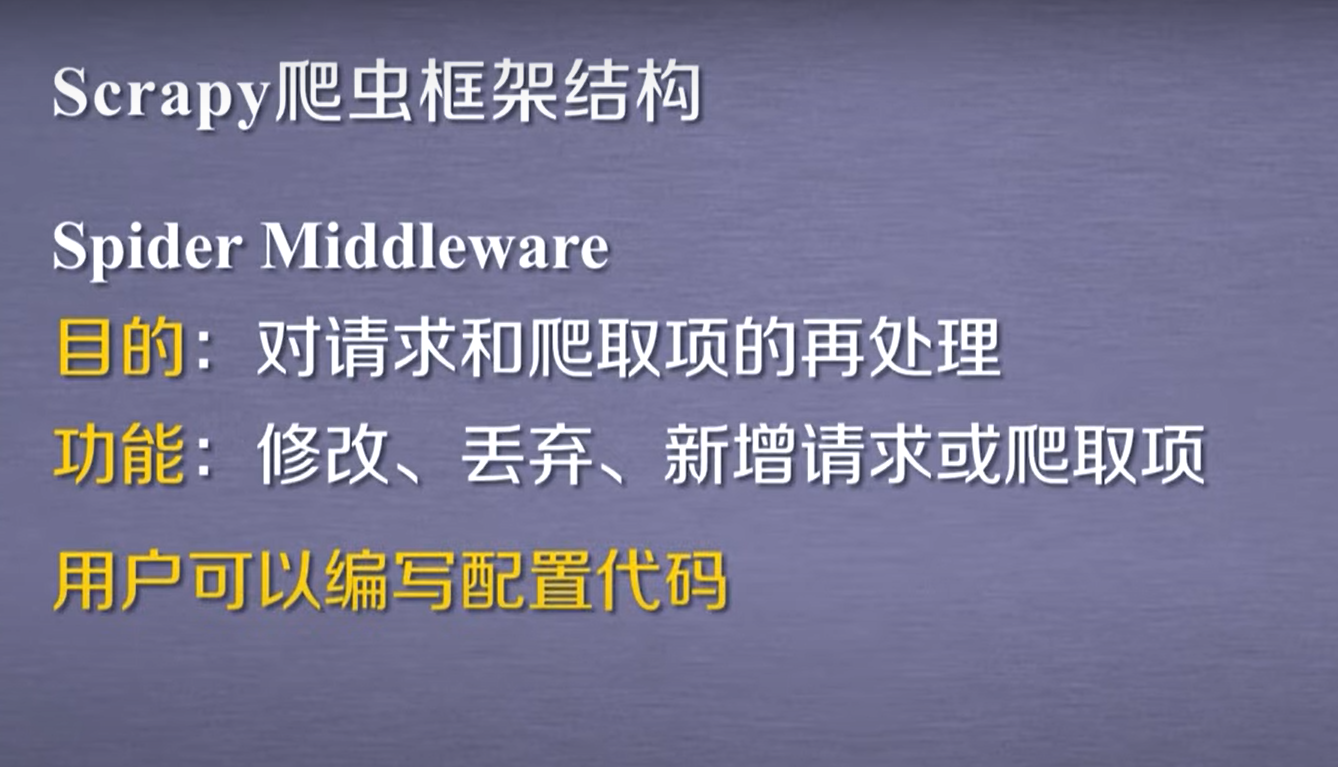 Scrapy爬虫框架结构
Spider Middleware
目的：对请求和爬取项的再处理
功能：修改、丢弃、新增请求或爬取项
用户可以编写配置代码